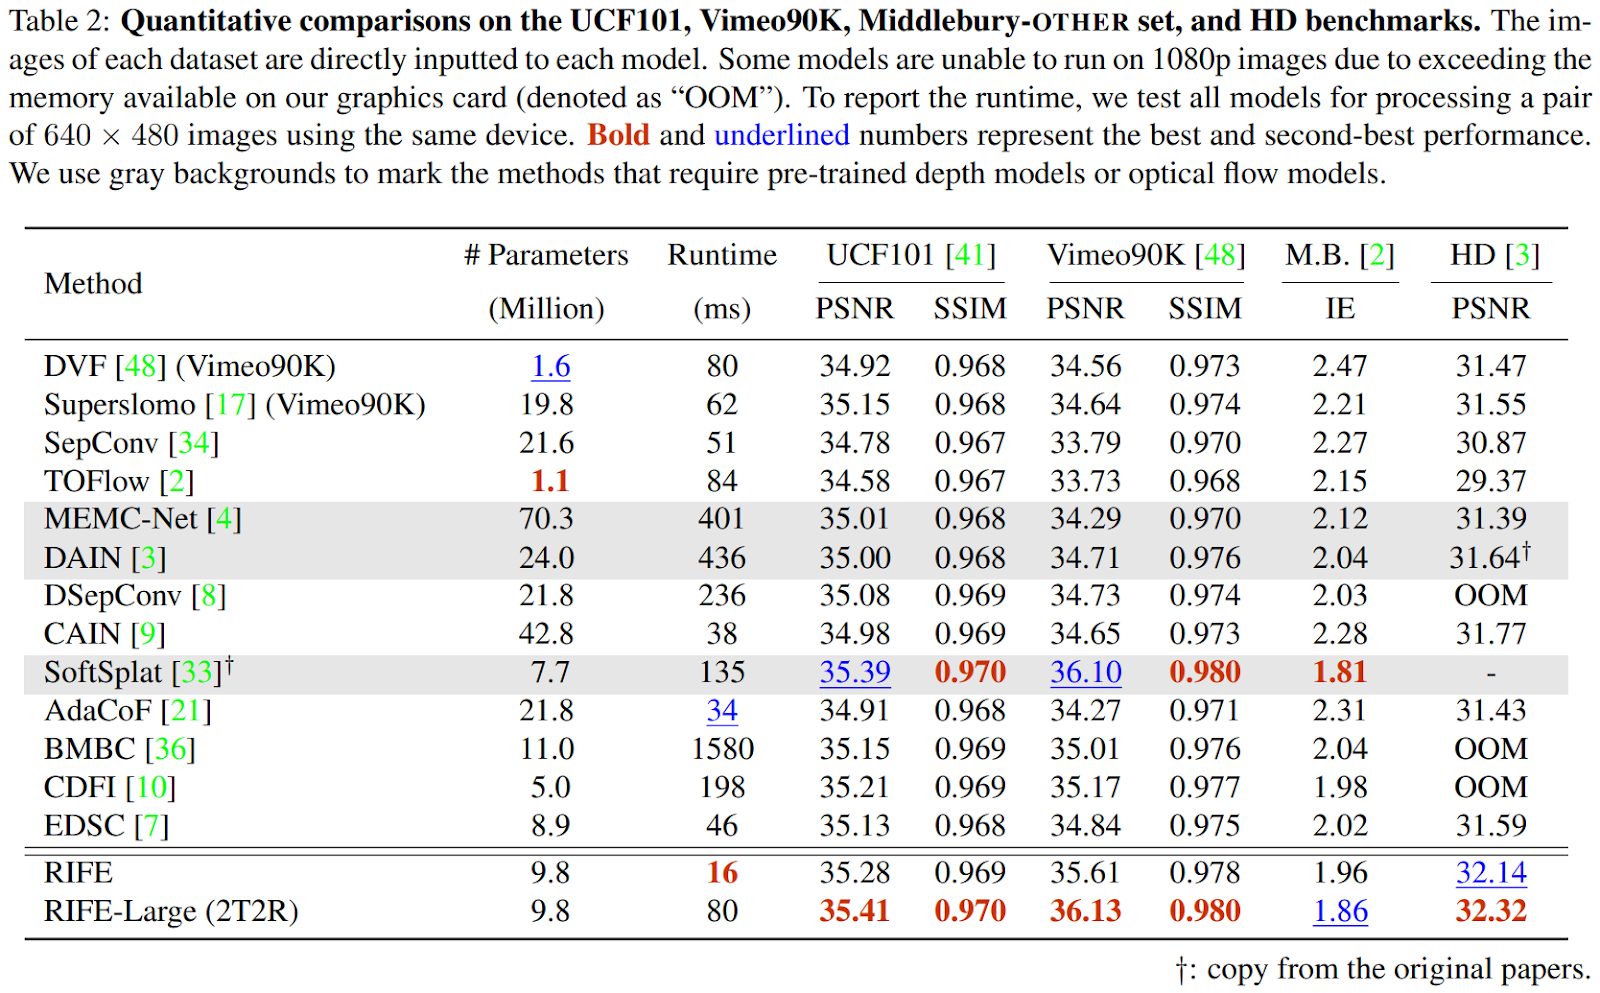 Table 2: Quantitative comparisons on the UCF101, Vimeo90K, Middlebury-OTHER set, and HD benchmarks. The im-
ages of each dataset are directly inputted to each model. Some models are unable to run on 1080p images due to exceeding the
memory available on our graphics card (denoted as “OOM”). To report the runtime, we test all models for processing a pair
of 640 × 480 images using the same device. Bold and underlined numbers represent the best and second-best performance.
We use gray backgrounds to mark the methods that require pre-trained depth models or optical flow models.
Method # Parameters Runtime UCF101 [41] Vimeo90K [48] M.B. [2] HD [3]
(Million) (ms) PSNR SSIM PSNR SSIM IE PSNR
DVF [48] (Vimeo90K) 1.6 80 34.92 0.968 34.56 0.973 2.47 31.47
Superslomo [17] (Vimeo90K) 19.8 62 35.15 0.968 34.64 0.974 2.21 31.55
SepConv [34] 21.6 51 34.78 0.967 33.79 0.970 2.27 30.87
TOFlow [2] 1.1 84 34.58 0.967 33.73 0.968 2.15 29.37
MEMC-Net [4] 70.3 401 35.01 0.968 34.29 0.970 2.12 31.39
DAIN [3] 24.0 436 35.00 0.968 34.71 0.976 2.04 31.64†
DSepConv [8] 21.8 236 35.08 0.969 34.73 0.974 2.03 OOM
CAIN [9] 42.8 38 34.98 0.969 34.65 0.973 2.28 31.77
SoftSplat [33]† 7.7 135 35.39 0.970 36.10 0.980 1.81 -
AdaCoF [21] 21.8 34 34.91 0.968 34.27 0.971 2.31 31.43
BMBC [36] 11.0 1580 35.15 0.969 35.01 0.976 2.04 OOM
CDFI [10] 5.0 198 35.21 0.969 35.17 0.977 1.98 OOM
EDSC [7] 8.9 46 35.13 0.968 34.84 0.975 2.02 31.59
RIFE 9.8 16 35.28 0.969 35.61 0.978 1.96 32.14
RIFE-Large (2T2R) 9.8 80 35.41 0.970 36.13 0.980 1.86 32.32
†: copy from the original papers.